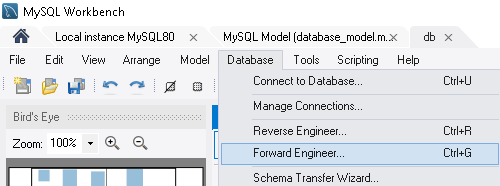 MySQL Workbench
Local instance MySQL80 MySQL Model (database_model.m... db
File Edit View Arrange Model Database Tools Scripting Help
Connect to Database... Ctrl+U
Bird's Eye
Manage Connections...
Zoom: 100% Reverse Engineer... Ctrl+R
Forward Engineer... Ctrl+G
Schema Transfer Wizard...